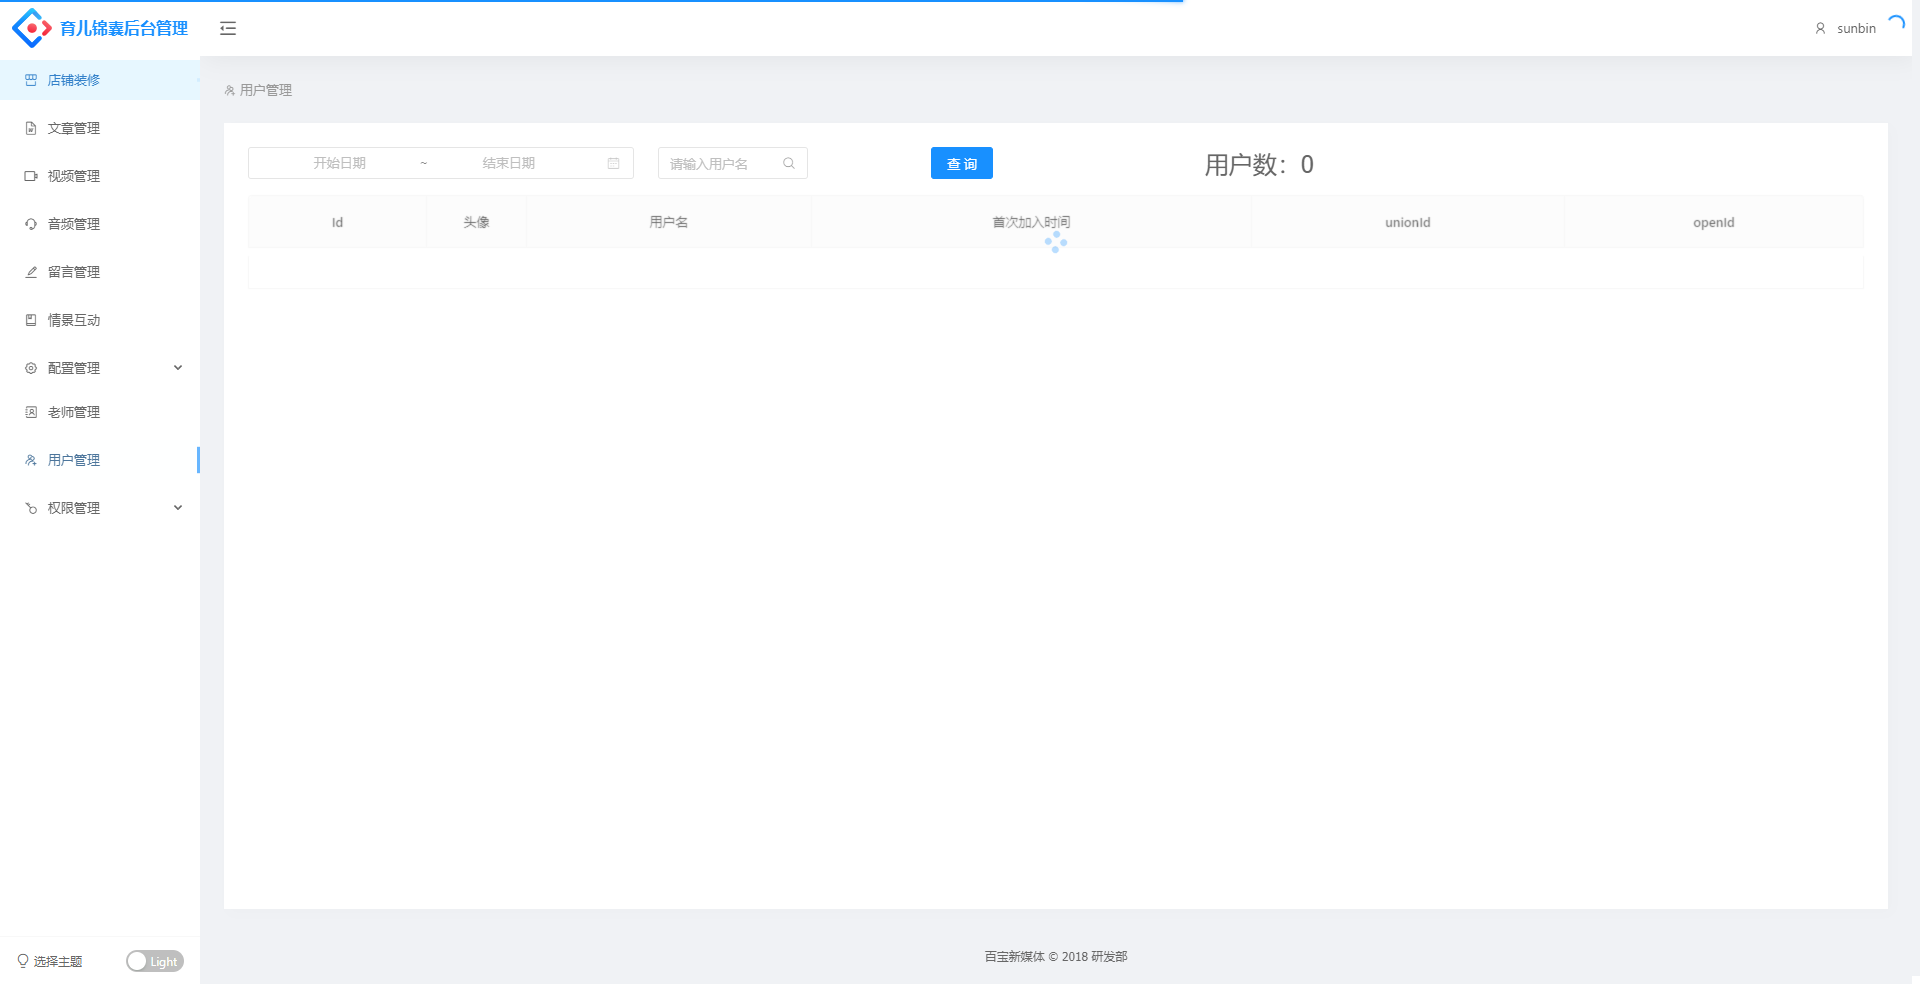 育儿锦囊后台管理
sunbin
店铺装修
文章管理
视频管理
音频管理
留言管理
情景互动
配置管理
老师管理
用户管理
权限管理
选择主题 Light
用户管理
开始日期 ~ 结束日期 请输入用户名 查 询 用户数：0
Id 头像 用户名 首次加入时间 unionId openId
百宝新媒体 © 2018 研发部